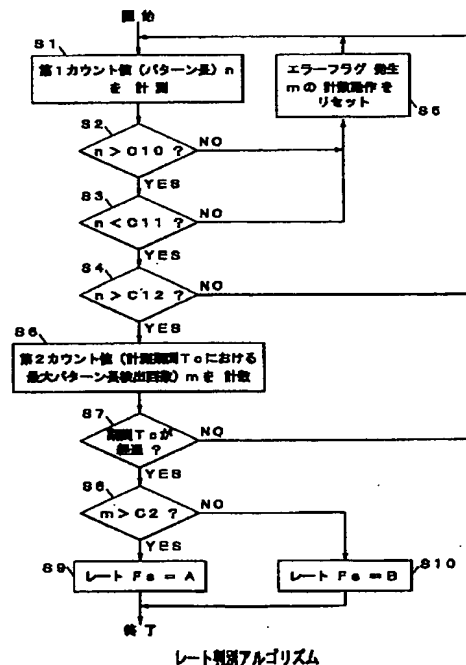 開 始
S1
第1カウント値 (パターン長) n
を 計 測
エラーフラグ 発生
mの 計数動作 を
リセット
S5
S2
n > C10 ?
NO
YES
S3
n < C11 ?
NO
YES
S4
n > C12 ?
NO
YES
S6
第2カウント値 (計測期間Tcにおける
最大パターン長検出回数) m を 計数
S7
期間Tcが
経過 ?
NO
YES
S8
m > C2 ?
NO
YES
S9
レート Fs = A
レート Fs = B
S10
終 了
レート判別アルゴリズム